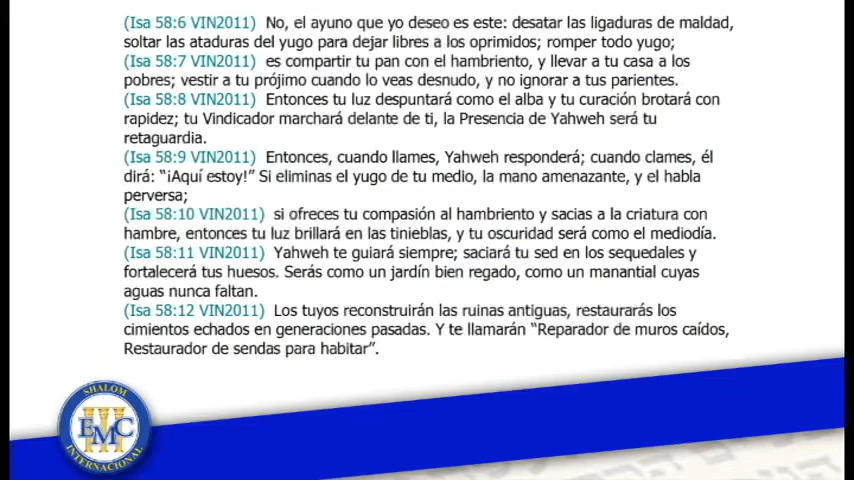 (Isa 58:6 VIN2011) No, el ayuno que yo deseo es este: desatar las ligaduras de maldad,
soltar las ataduras del yugo para dejar libres a los oprimidos; romper todo yugo;
(Isa 58:7 VIN2011) es compartir tu pan con el hambriento, y llevar a tu casa a los
pobres; vestir a tu prójimo cuando lo veas desnudo, y no ignorar a tus parientes.
(Isa 58:8 VIN2011) Entonces tu luz despuntará como el alba y tu curación brotará con
rapidez; tu Vindicador marchará delante de ti, la Presencia de Yahweh será tu
retaguardia.
(Isa 58:9 VIN2011) Entonces, cuando llames, Yahweh responderá; cuando clames, él
dirá: “¡Aquí estoy!” Si eliminas el yugo de tu medio, la mano amenazante, y el habla
perversa;
(Isa 58:10 VIN2011) si ofreces tu compasión al hambriento y sacias a la criatura con
hambre, entonces tu luz brillará en las tinieblas, y tu oscuridad será como el mediodía.
(Isa 58:11 VIN2011) Yahweh te guiará siempre; saciará tu sed en los sequedales y
fortalecerá tus huesos. Serás como un jardín bien regado, como un manantial cuyas
aguas nunca faltan.
(Isa 58:12 VIN2011) Los tuyos reconstruirán las ruinas antiguas, restaurarás los
cimientos echados en generaciones pasadas. Y te llamarán “Reparador de muros caídos,
Restaurador de sendas para habitar”.
SHALOM
EMC
INTERNACIONAL